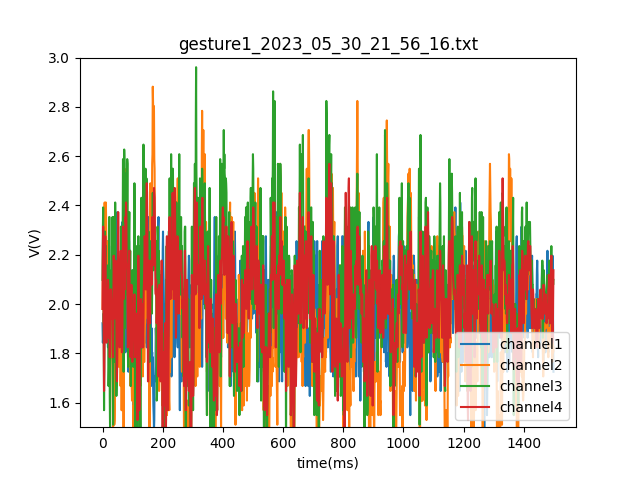 gesture1_2023_05_30_21_56_16.txt
3.0
2.8
2.6
2.4
2.2
2.0
1.8
1.6
V(V)
channel1
channel2
channel3
channel4
0 200 400 600 800 1000 1200 1400
time(ms)